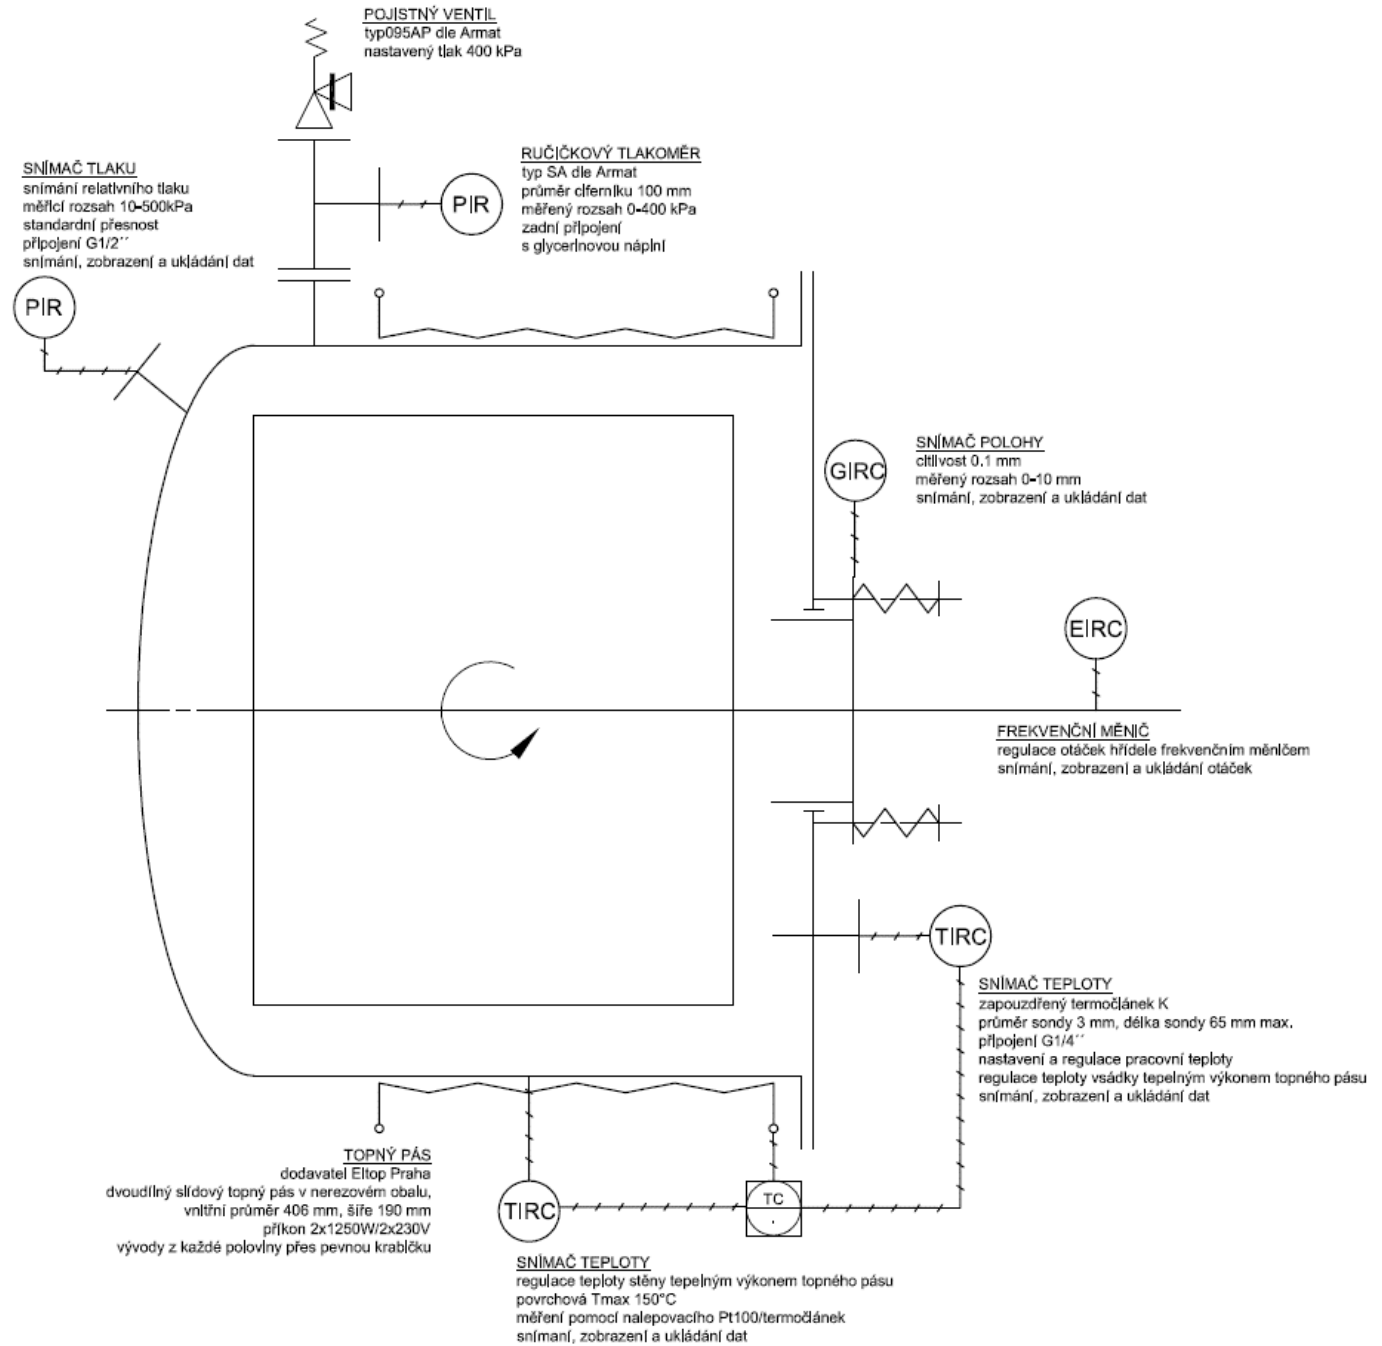 POJISTNÝ VENTIL
typ095AP dle Armat
nastavený tlak 400 kPa
RUČIČKOVÝ TLAKOMĚR
typ SA dle Armat
průměr ciferníku 100 mm
měřený rozsah 0-400 kPa
zadní připojení
s glycerinovou náplní
PIR
SNÍMAČ TLAKU
snímání relativního tlaku
měřicí rozsah 10-500kPa
standardní přesnost
připojení G1/2´´
snímání, zobrazení a ukládání dat
PIR
SNÍMAČ POLOHY
citlivost 0.1 mm
měřený rozsah 0-10 mm
snímání, zobrazení a ukládání dat
GIRC
EIRC
FREKVENČNÍ MĚNIČ
regulace otáček hřídele frekvenčním měničem
snímání, zobrazení a ukládání otáček
TIRC
SNÍMAČ TEPLOTY
zapouzdřený termočlánek K
průměr sondy 3 mm, délka sondy 65 mm max.
připojení G1/4´´
nastavení a regulace pracovní teploty
regulace teploty vsádky tepelným výkonem topného pásu
snímání, zobrazení a ukládání dat
TOPNÝ PÁS
dodavatel Eltop Praha
dvoudílný slídový topný pás v nerezovém obalu,
vnitřní průměr 406 mm, šíře 190 mm
příkon 2x1250W/2x230V
vývody z každé poloviny přes pevnou krabičku
TIRC
TC
SNÍMAČ TEPLOTY
regulace teploty stěny tepelným výkonem topného pásu
povrchová Tmax 150°C
měření pomocí nalepovacího Pt100/termočlánek
snímaní, zobrazení a ukládání dat